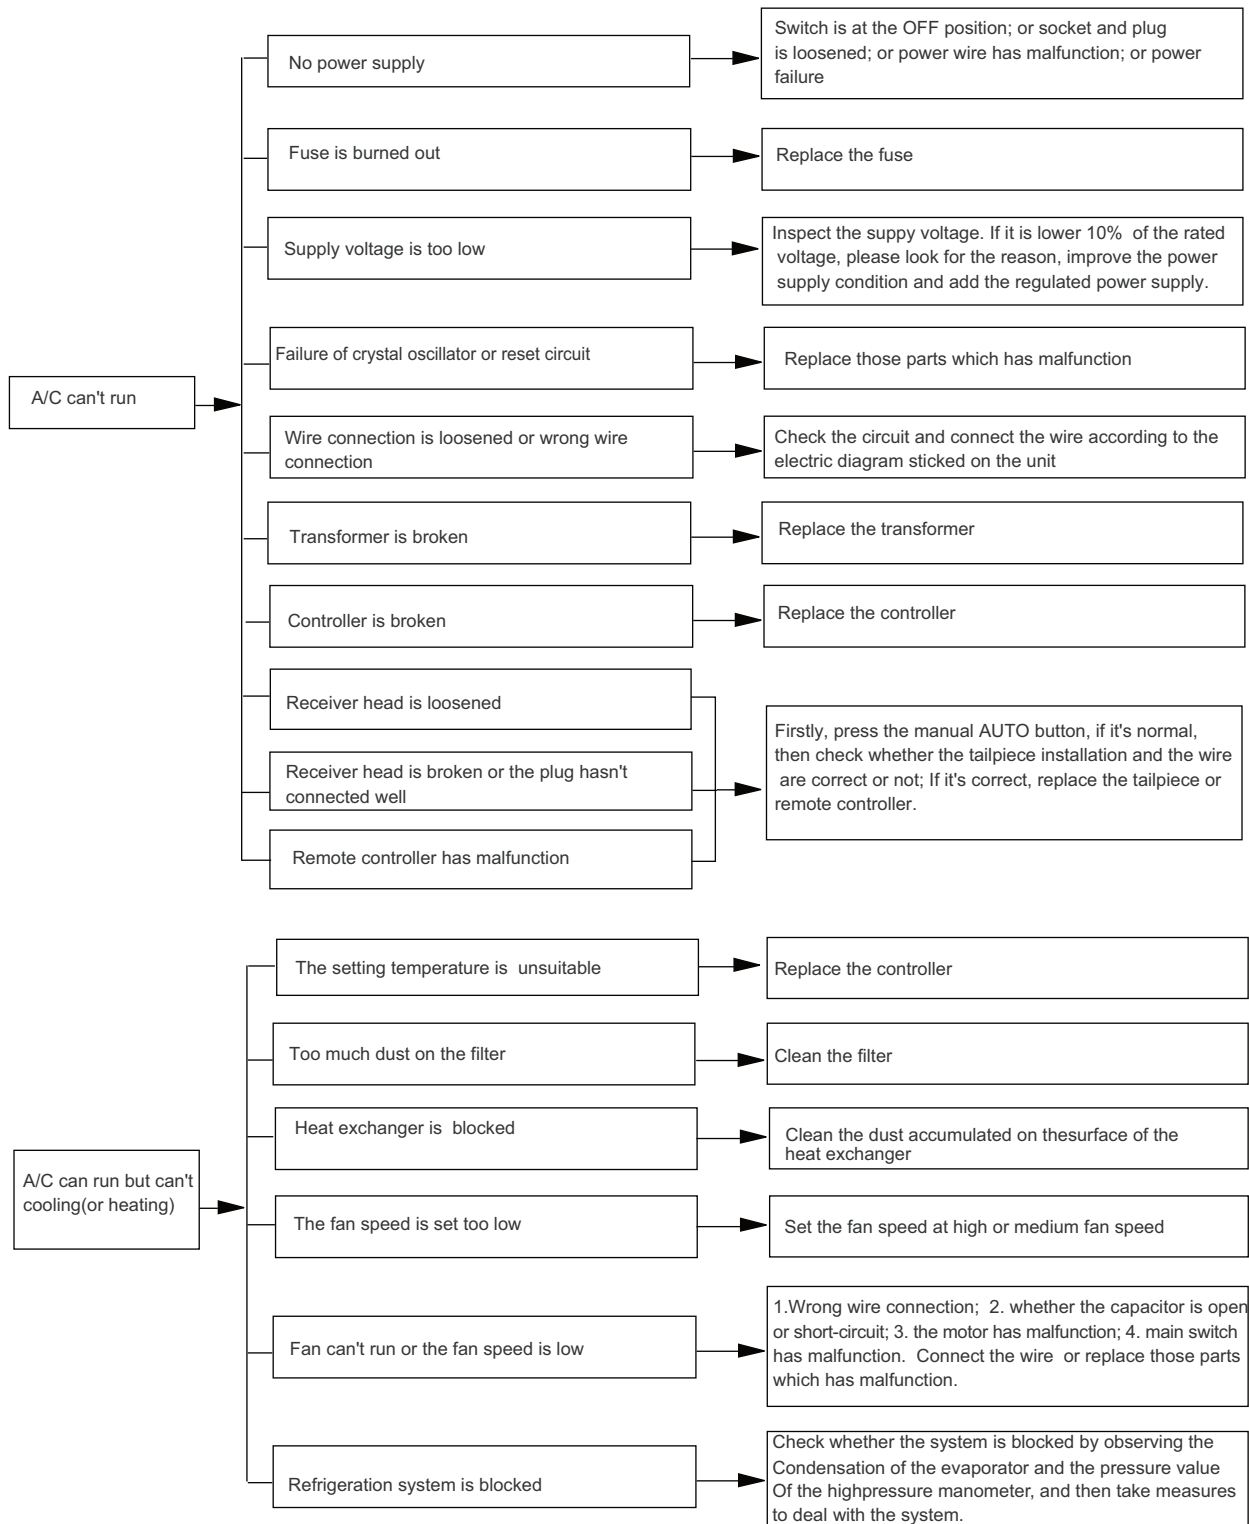 A/C can't run
No power supply
Switch is at the OFF position; or socket and plug
is loosened; or power wire has malfunction; or power
failure
Fuse is burned out
Replace the fuse
Supply voltage is too low
Inspect the suppy voltage. If it is lower 10% of the rated
voltage, please look for the reason, improve the power
supply condition and add the regulated power supply.
Failure of crystal oscillator or reset circuit
Replace those parts which has malfunction
Wire connection is loosened or wrong wire
connection
Check the circuit and connect the wire according to the
electric diagram sticked on the unit
Transformer is broken
Replace the transformer
Controller is broken
Replace the controller
Receiver head is loosened
Receiver head is broken or the plug hasn't
connected well
Remote controller has malfunction
Firstly, press the manual AUTO button, if it's normal,
then check whether the tailpiece installation and the wire
are correct or not; If it's correct, replace the tailpiece or
remote controller.
A/C can run but can't
cooling(or heating)
The setting temperature is unsuitable
Replace the controller
Too much dust on the filter
Clean the filter
Heat exchanger is blocked
Clean the dust accumulated on thesurface of the
heat exchanger
The fan speed is set too low
Set the fan speed at high or medium fan speed
Fan can't run or the fan speed is low
1.Wrong wire connection; 2. whether the capacitor is open
or short-circuit; 3. the motor has malfunction; 4. main switch
has malfunction. Connect the wire or replace those parts
which has malfunction.
Refrigeration system is blocked
Check whether the system is blocked by observing the
Condensation of the evaporator and the pressure value
Of the highpressure manometer, and then take measures
to deal with the system.